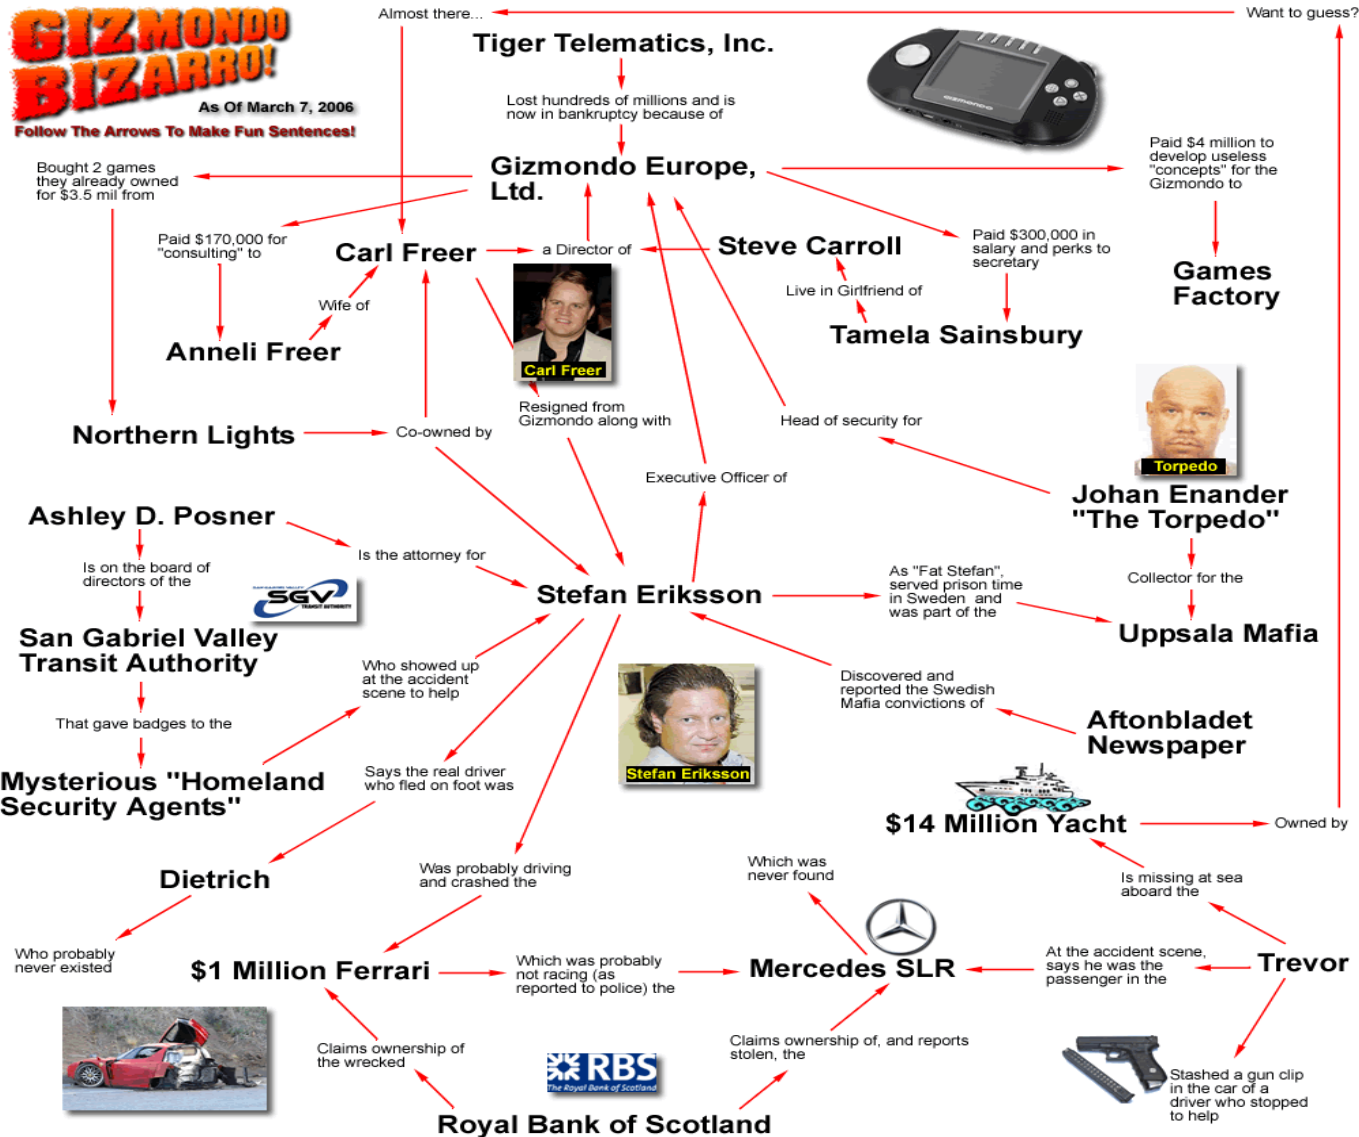 GIZMONDO
BIZARRO!
As Of March 7, 2006
Follow The Arrows To Make Fun Sentences!
Almost there...
Want to guess?
Tiger Telematics, Inc.
Lost hundreds of millions and is
now in bankruptcy because of
GIZMONDO
Gizmondo Europe,
Ltd.
Bought 2 games
they already owned
for $3.5 mil from
Paid $4 million to
develop useless
"concepts" for the
Gizmondo to
Paid $170,000 for
"consulting" to
Carl Freer
a Director of
Steve Carroll
Paid $300,000 in
salary and perks to
secretary
Games
Factory
Wife of
Live in Girlfriend of
Anneli Freer
Tamela Sainsbury
Carl Freer
Resigned from
Gizmondo along with
Head of security for
Northern Lights
Co-owned by
Torpedo
Executive Officer of
Johan Enander
"The Torpedo"
Ashley D. Posner
Is the attorney for
Is on the board of
directors of the
SAN GABRIEL VALLEY
SGV
TRANSIT AUTHORITY
Stefan Eriksson
As "Fat Stefan",
served prison time
in Sweden and
was part of the
Collector for the
Uppsala Mafia
San Gabriel Valley
Transit Authority
Who showed up
at the accident
scene to help
Discovered and
reported the Swedish
Mafia convictions of
That gave badges to the
Aftonbladet
Newspaper
Stefan Eriksson
Mysterious "Homeland
Security Agents"
Says the real driver
who fled on foot was
$14 Million Yacht
Owned by
Dietrich
Was probably driving
and crashed the
Which was
never found
Is missing at sea
aboard the
Who probably
never existed
$1 Million Ferrari
Which was probably
not racing (as
reported to police) the
Mercedes SLR
At the accident scene,
says he was the
passenger in the
Trevor
Claims ownership of
the wrecked
Claims ownership of, and reports
stolen, the
RBS
The Royal Bank of Scotland
Stashed a gun clip
in the car of a
driver who stopped
to help
Royal Bank of Scotland